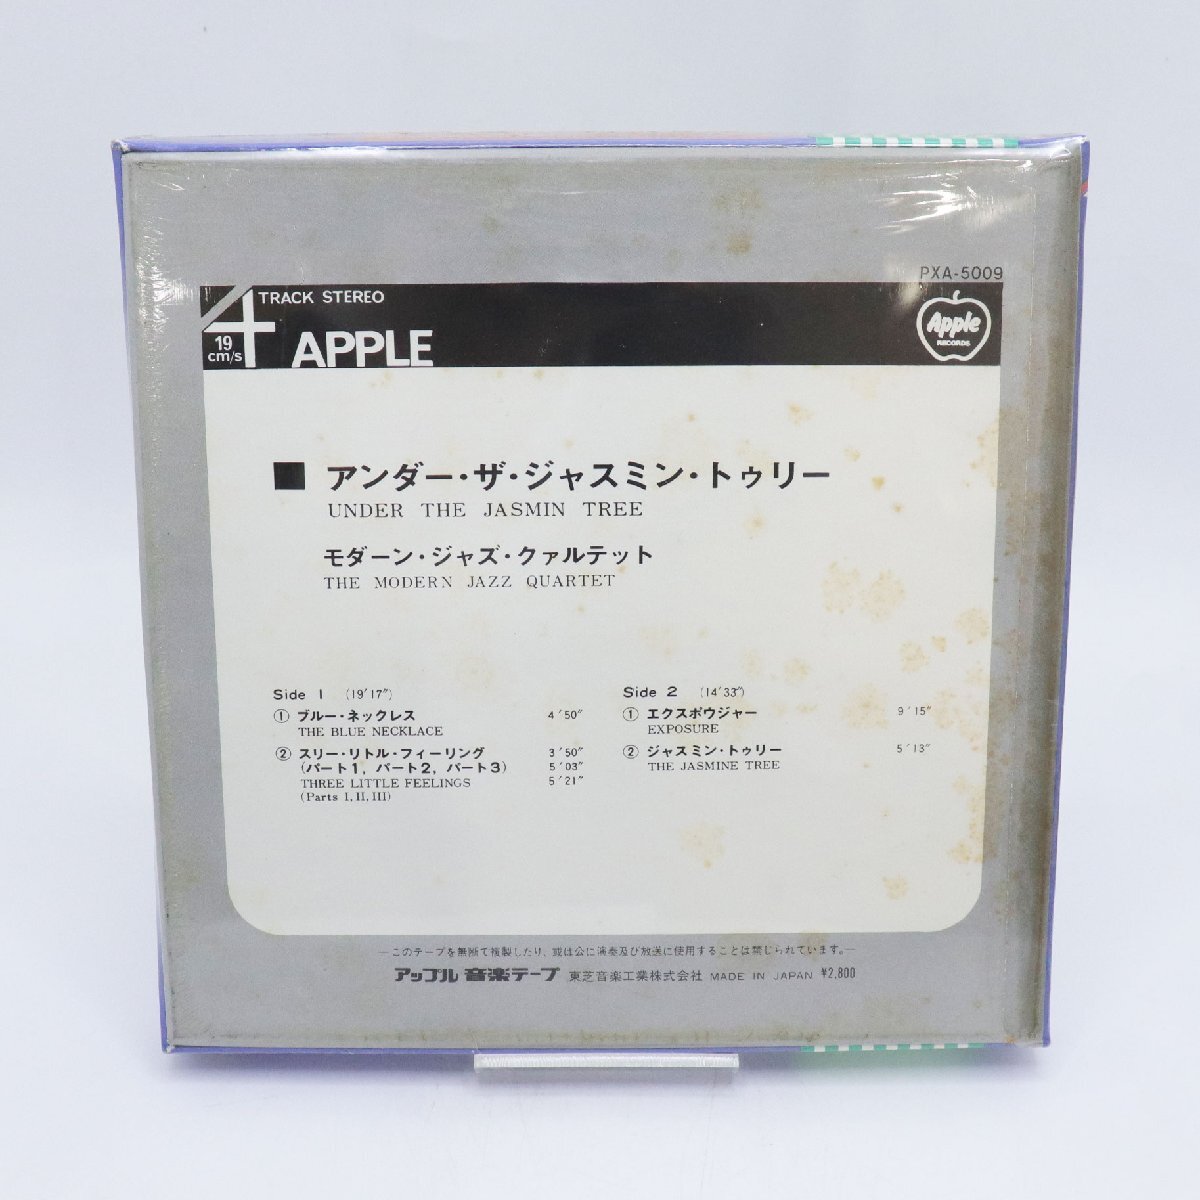 PXA-5009
4 TRACK STEREO
19
cm/s
APPLE
Apple
RECORDS
■ アンダー・ザ・ジャスミン・トゥリー
UNDER THE JASMIN TREE
モダーン・ジャズ・クァルテット
THE MODERN JAZZ QUARTET
Side 1 (19′17″)
① ブルー・ネックレス 4′50″
THE BLUE NECKLACE
② スリー・リトル・フィーリング 3′50″
(パート1, パート2, パート3) 5′03″
THREE LITTLE FEELINGS 5′21″
(Parts I, II, III)
Side 2 (14′33″)
① エクスポウジャー 9′15″
EXPOSURE
② ジャスミン・トゥリー 5′13″
THE JASMINE TREE
—このテープを無断で複製したり、或は公に演奏及び放送に使用することは禁じられています。—
アップル 音楽テープ 東芝音楽工業株式会社 MADE IN JAPAN ¥2,800